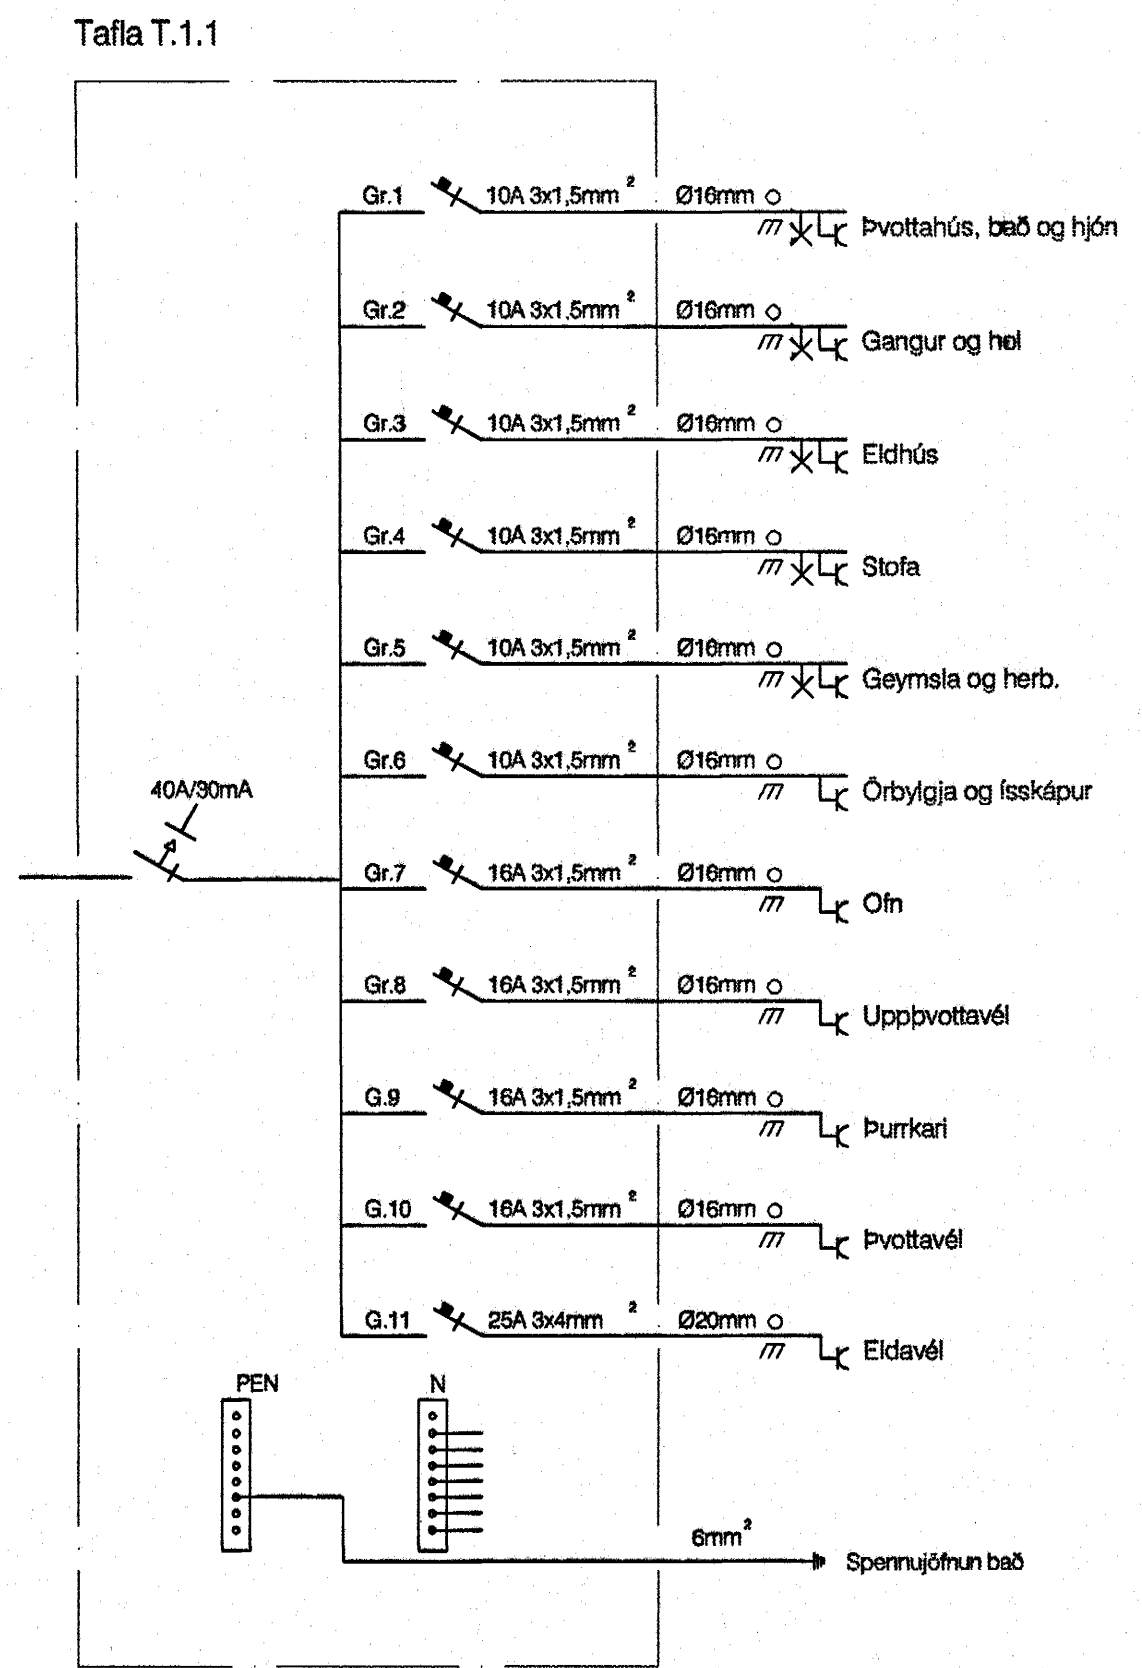 Tafla T.1.1
Gr.1 10A 3x1,5mm² Ø16mm Þvottahús, bað og hjón
Gr.2 10A 3x1,5mm² Ø16mm Gangur og hol
Gr.3 10A 3x1,5mm² Ø16mm Eldhús
Gr.4 10A 3x1,5mm² Ø16mm Stofa
Gr.5 10A 3x1,5mm² Ø16mm Geymsla og herb.
Gr.6 10A 3x1,5mm² Ø16mm Örbylgja og ísskápur
40A/30mA
Gr.7 16A 3x1,5mm² Ø16mm Ofn
Gr.8 16A 3x1,5mm² Ø16mm Uppþvottavél
G.9 16A 3x1,5mm² Ø16mm Þurrkari
G.10 16A 3x1,5mm² Ø16mm Þvottavél
G.11 25A 3x4mm² Ø20mm Eldavél
PEN N
6mm² Spennujöfnun bað